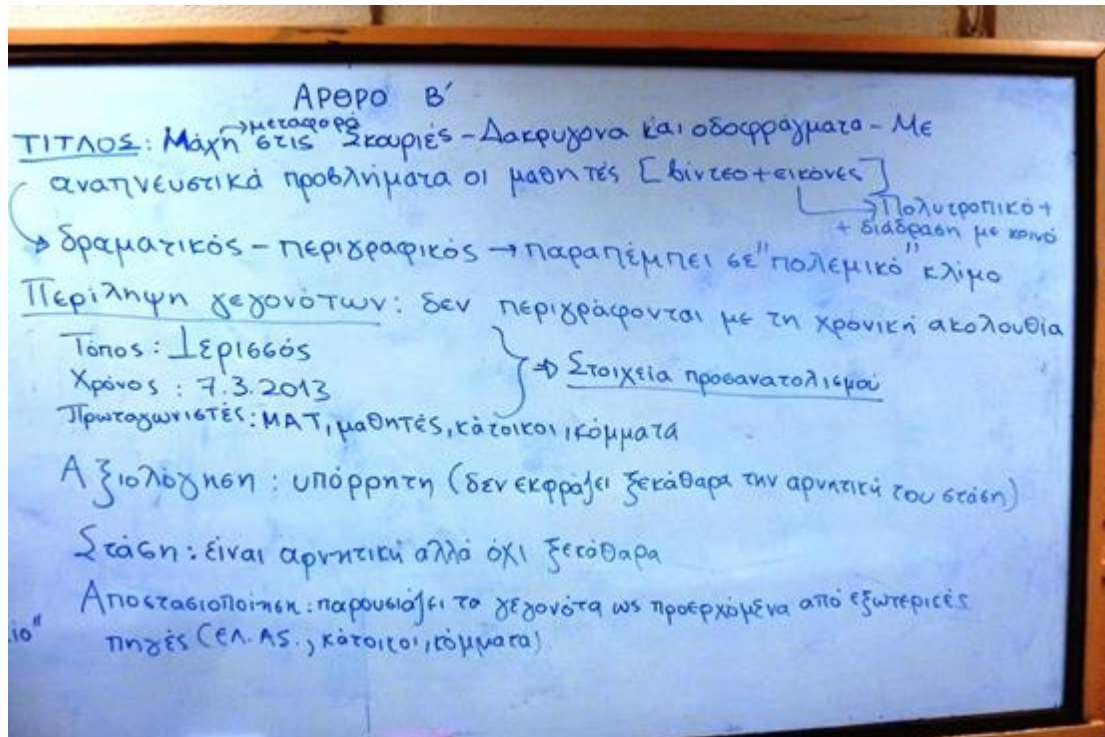 ΑΡΘΡΟ Β'
→μεταφορά
ΤΙΤΛΟΣ: Μάχη στις Σκουριές - Δακρυγόνα και οδοφράγματα - Με
αναπνευστικά προβλήματα οι μαθητές [βίντεο+εικόνες]
→ Πολυτροπικό +
+ διάδραση με κοινό
→ δραματικός - περιγραφικός → παραπέμπει σε "πολεμικό" κλίμα
Περίληψη γεγονότων: δεν περιγράφονται με τη χρονική ακολουθία
Τόπος: Ιερισσός
Χρόνος: 7.3.2013
→ Στοιχεία προσανατολισμού
Πρωταγωνιστές: ΜΑΤ, μαθητές, κάτοικοι, κόμματα
Αξιολόγηση: υπόρρητη (δεν εκφράζει ξεκάθαρα την αρνητική του στάση)
Στάση: είναι αρνητική αλλά όχι ξεκάθαρα
Αποστασιοποίηση: παρουσιάζει τα γεγονότα ως προερχόμενα από εξωτερικές
πηγές (ΕΛ.ΑΣ., κάτοικοι, κόμματα)